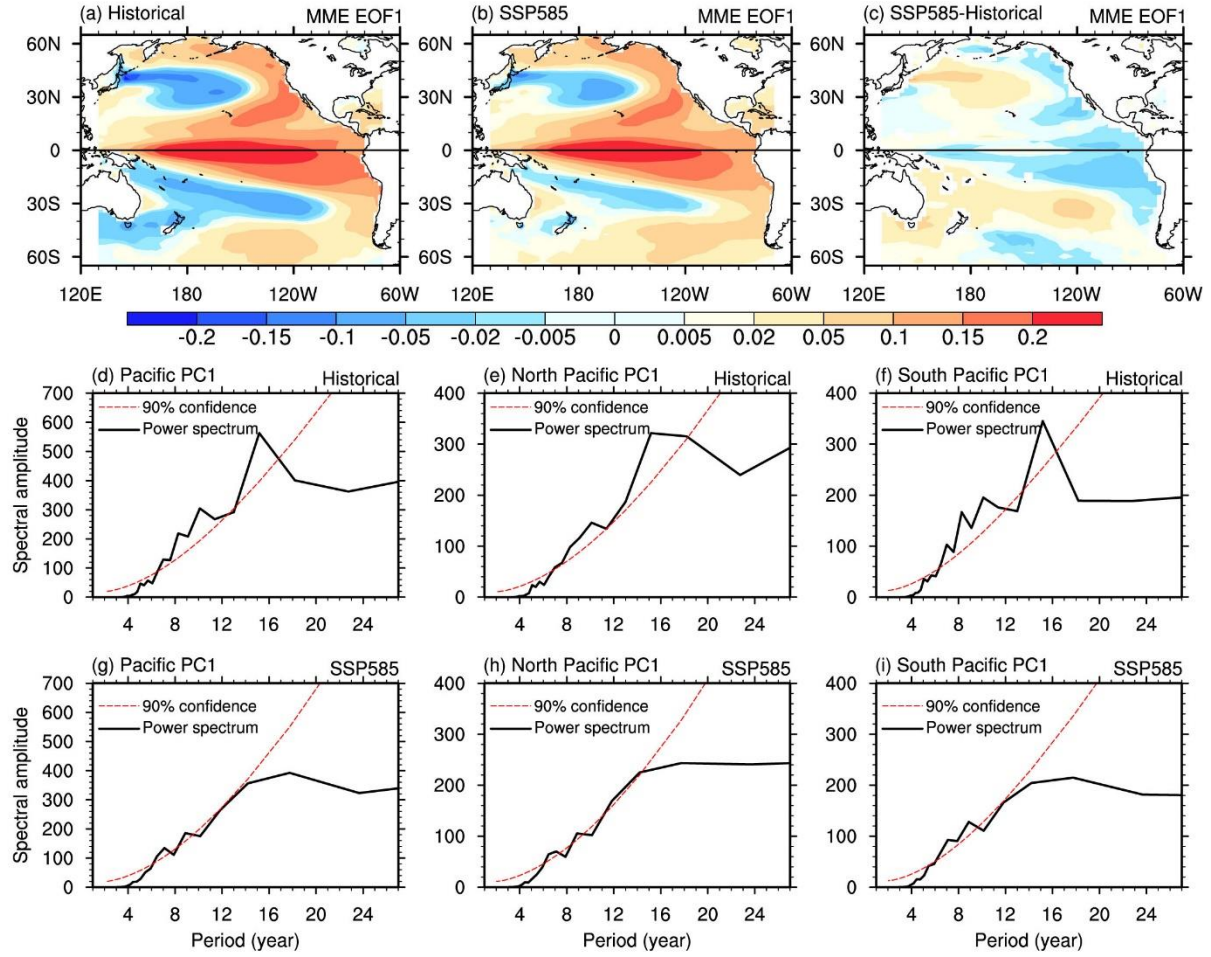 (a) Historical MME EOF1 (b) SSP585 MME EOF1 (c) SSP585-Historical MME EOF1
60N 60N 60N
30N 30N 30N
0 0 0
30S 30S 30S
60S 60S 60S
120E 180 120W 60W 120E 180 120W 60W 120E 180 120W 60W
-0.2 -0.15 -0.1 -0.05 -0.02 -0.005 0 0.005 0.02 0.05 0.1 0.15 0.2
(d) Pacific PC1 Historical
700
600
500
400
300
200
100
0
Spectral amplitude
90% confidence
Power spectrum
4 8 12 16 20 24
(e) North Pacific PC1 Historical
400
300
200
100
0
90% confidence
Power spectrum
4 8 12 16 20 24
(f) South Pacific PC1 Historical
400
300
200
100
0
90% confidence
Power spectrum
4 8 12 16 20 24
(g) Pacific PC1 SSP585
700
600
500
400
300
200
100
0
Spectral amplitude
90% confidence
Power spectrum
4 8 12 16 20 24
Period (year)
(h) North Pacific PC1 SSP585
400
300
200
100
0
90% confidence
Power spectrum
4 8 12 16 20 24
Period (year)
(i) South Pacific PC1 SSP585
400
300
200
100
0
90% confidence
Power spectrum
4 8 12 16 20 24
Period (year)